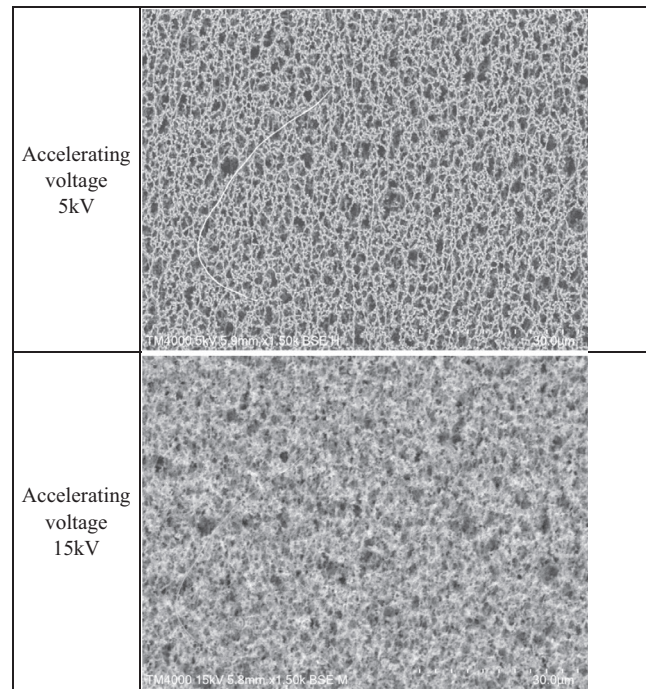 Accelerating
voltage
5kV
TM4000 5kV 5.9mm x1.50k BSE H
30.0µm
Accelerating
voltage
15kV
TM4000 15kV 5.8mm x1.50k BSE M
30.0µm